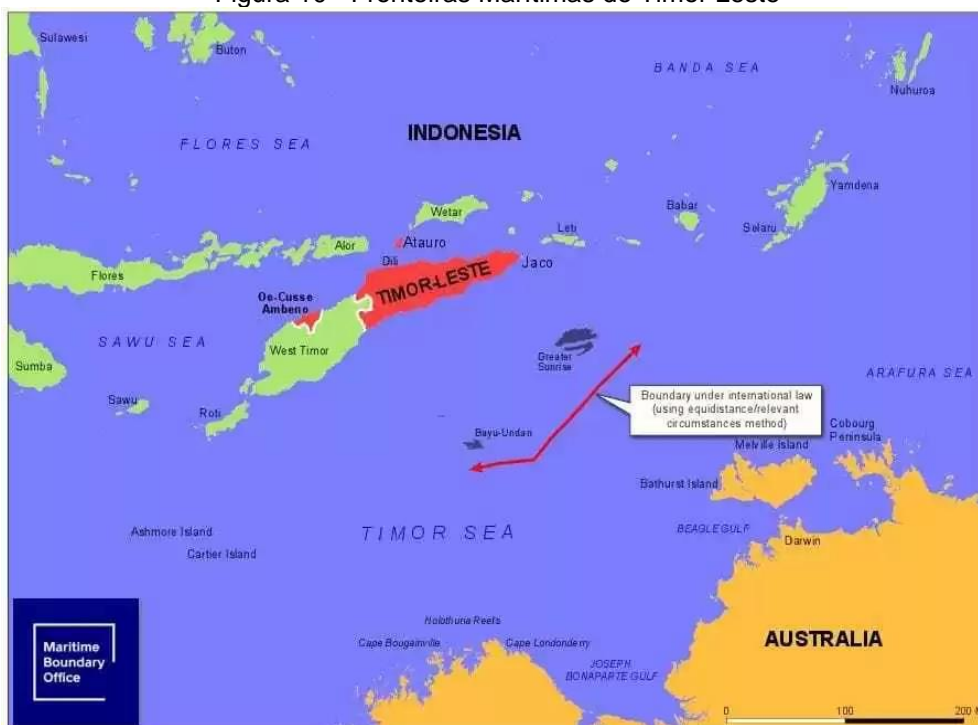 Figura 10 - Fronteiras Marítimas de Timor-Leste
Sulawesi
Buton
BANDA SEA
Nuhuroa
FLORES SEA
INDONESIA
Yamdena
Wetar
Babar
Selaru
Alor
Atauro
Leti
Dili
Jaco
Flores
TIMOR-LESTE
Oe-Cusse
Ambeno
SAWU SEA
West Timor
Greater
Sunrise
Sumba
ARAFURA SEA
Sawu
Roti
Boundary under international law
(using equidistance/relevant
circumstances method)
Bayu-Undan
Cobourg
Peninsula
Melville Island
Bathurst Island
Ashmore Island
TIMOR SEA
BEAGLE GULF
Cartier Island
Darwin
Holothuria Reefs
Maritime
Boundary
Office
Cape Bougainville
Cape Londonderry
AUSTRALIA
JOSEPH
BONAPARTE GULF
0 100 200